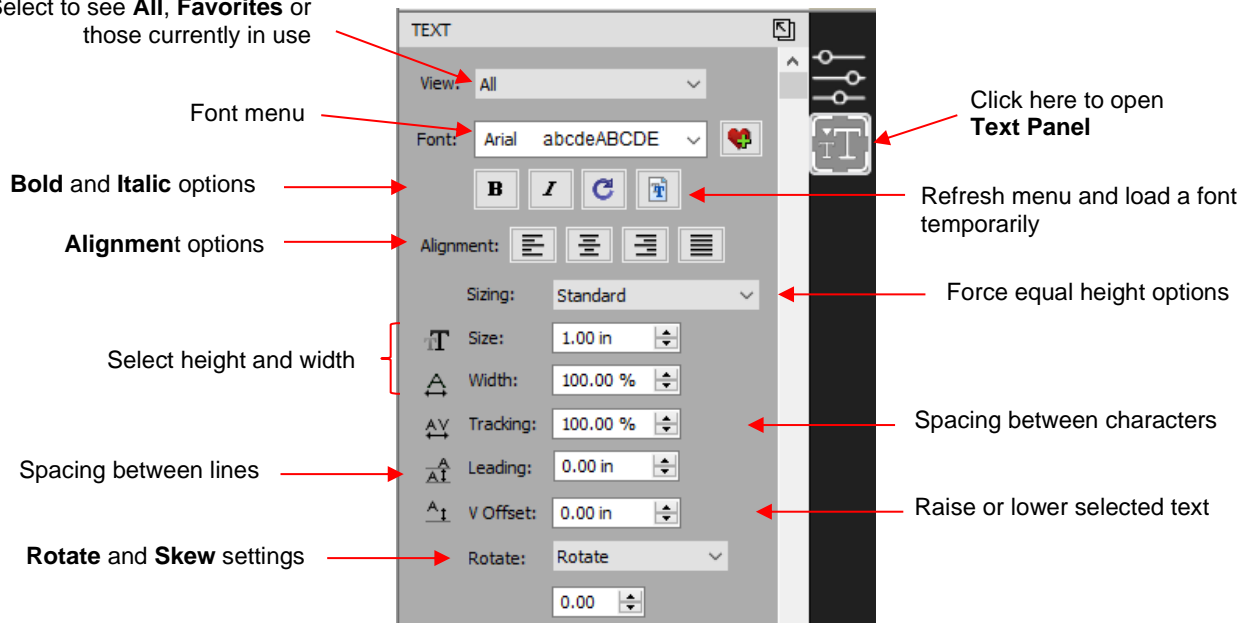 Select to see All, Favorites or
those currently in use
TEXT
View: All
Font menu
Click here to open
Text Panel
Font: Arial abcdeABCDE
Bold and Italic options
B I
Refresh menu and load a font
temporarily
Alignment options
Alignment:
Sizing: Standard
Force equal height options
Select height and width
Size: 1.00 in
Width: 100.00 %
Tracking: 100.00 %
Spacing between characters
Spacing between lines
Leading: 0.00 in
V Offset: 0.00 in
Raise or lower selected text
Rotate and Skew settings
Rotate: Rotate
0.00